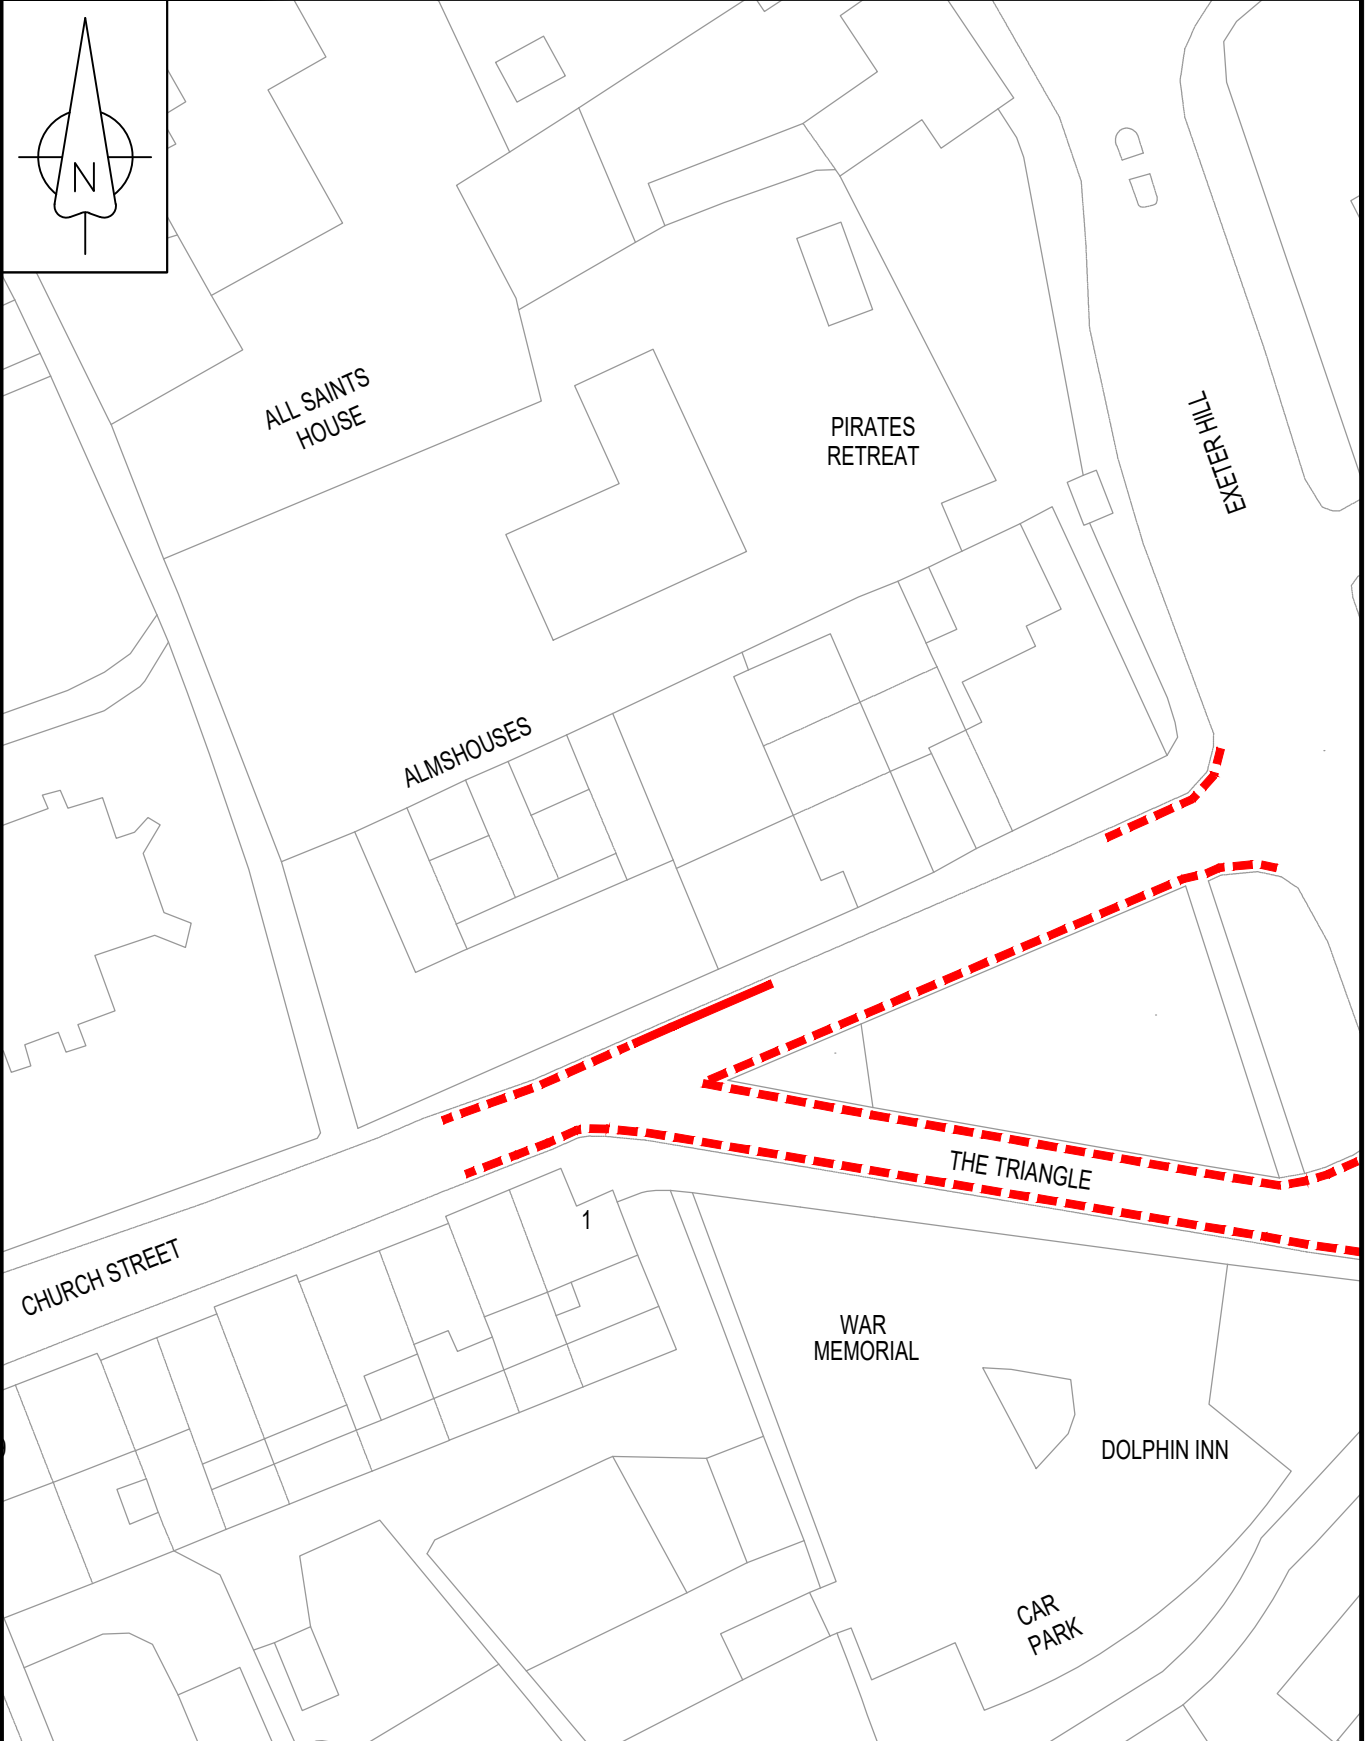 N
ALL SAINTS
HOUSE
PIRATES
RETREAT
EXETER HILL
ALMSHOUSES
THE TRIANGLE
1
CHURCH STREET
WAR
MEMORIAL
DOLPHIN INN
CAR
PARK